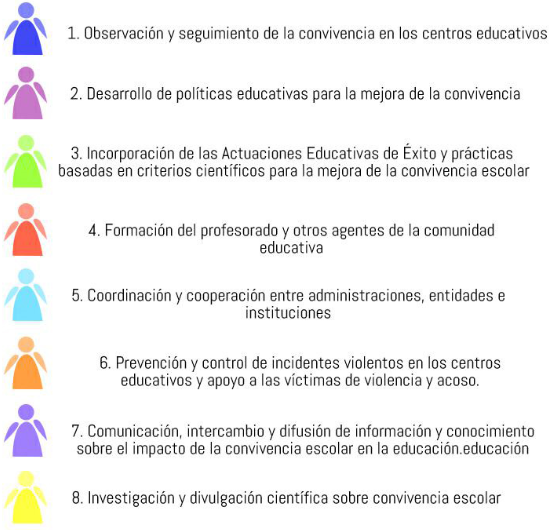 1. Observación y seguimiento de la convivencia en los centros educativos
2. Desarrollo de políticas educativas para la mejora de la convivencia
3. Incorporación de las Actuaciones Educativas de Éxito y prácticas
basadas en criterios científicos para la mejora de la convivencia escolar
4. Formación del profesorado y otros agentes de la comunidad
educativa
5. Coordinación y cooperación entre administraciones, entidades e
instituciones
6. Prevención y control de incidentes violentos en los centros
educativos y apoyo a las víctimas de violencia y acoso.
7. Comunicación, intercambio y difusión de información y conocimiento
sobre el impacto de la convivencia escolar en la educación.educación
8. Investigación y divulgación científica sobre convivencia escolar